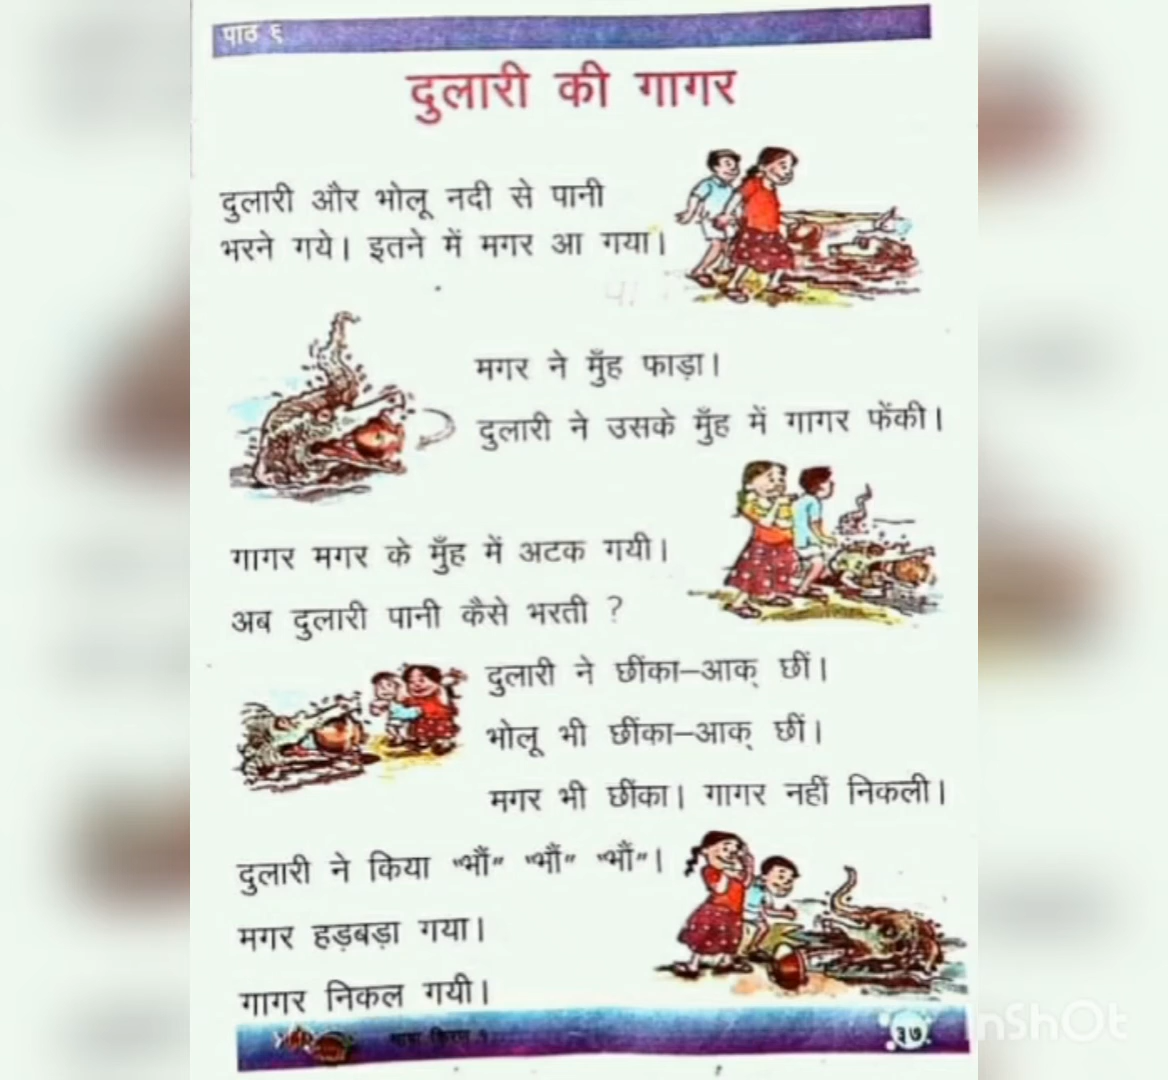 पाठ ६
दुलारी की गागर
दुलारी और भोलू नदी से पानी
भरने गये। इतने में मगर आ गया।
मगर ने मुँह फाड़ा।
दुलारी ने उसके मुँह में गागर फेंकी।
गागर मगर के मुँह में अटक गयी।
अब दुलारी पानी कैसे भरती ?
दुलारी ने छींका–आक् छीं।
भोलू भी छींका–आक् छीं।
मगर भी छींका। गागर नहीं निकली।
दुलारी ने किया “भौं” “भौं” “भौं”।
मगर हड़बड़ा गया।
गागर निकल गयी।
३७
InShOt